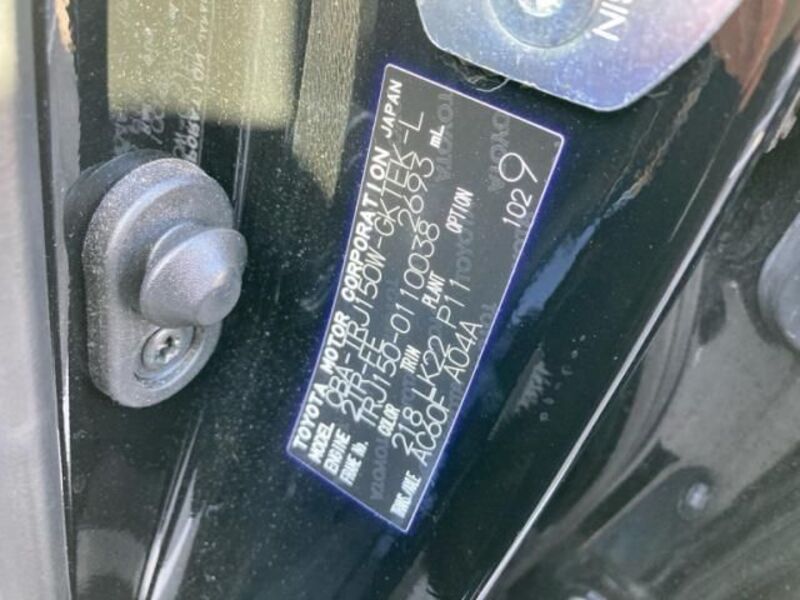 TOYOTA MOTOR CORPORATION JAPAN
MODEL CBA-TRJ150W-GKTEK-L
ENGINE 2TR-FE 2693 mL
FRAME No. TRJ150-0110038
COLOR TRIM PLANT OPTION
218 LK22 P11
TRANS/AXLE AC60F A04A
102 9